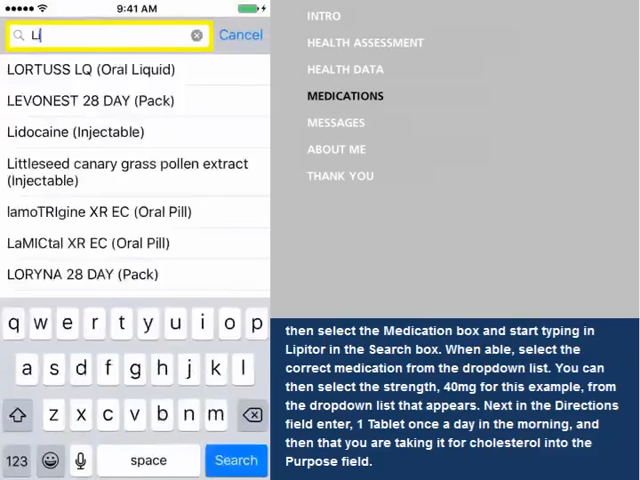 9:41 AM
Li
Cancel
LORTUSS LQ (Oral Liquid)
LEVONEST 28 DAY (Pack)
Lidocaine (Injectable)
Littleseed canary grass pollen extract
(Injectable)
lamoTRIgine XR EC (Oral Pill)
LaMICtal XR EC (Oral Pill)
LORYNA 28 DAY (Pack)
q w e r t y u i o p
a s d f g h j k l
z x c v b n m
123 space Search
INTRO
HEALTH ASSESSMENT
HEALTH DATA
MEDICATIONS
MESSAGES
ABOUT ME
THANK YOU
then select the Medication box and start typing in
Lipitor in the Search box. When able, select the
correct medication from the dropdown list. You can
then select the strength, 40mg for this example, from
the dropdown list that appears. Next in the Directions
field enter, 1 Tablet once a day in the morning, and
then that you are taking it for cholesterol into the
Purpose field.